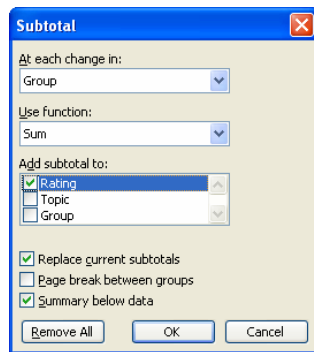 Subtotal
At each change in:
Group
Use function:
Sum
Add subtotal to:
Rating
Topic
Group
Replace current subtotals
Page break between groups
Summary below data
Remove All OK Cancel